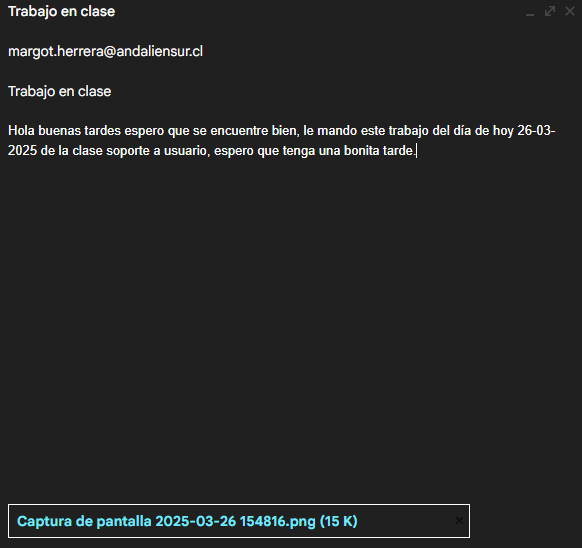 Trabajo en clase
margot.herrera@andaliensur.cl
Trabajo en clase
Hola buenas tardes espero que se encuentre bien, le mando este trabajo del día de hoy 26-03-
2025 de la clase soporte a usuario, espero que tenga una bonita tarde.
Captura de pantalla 2025-03-26 154816.png (15 K)